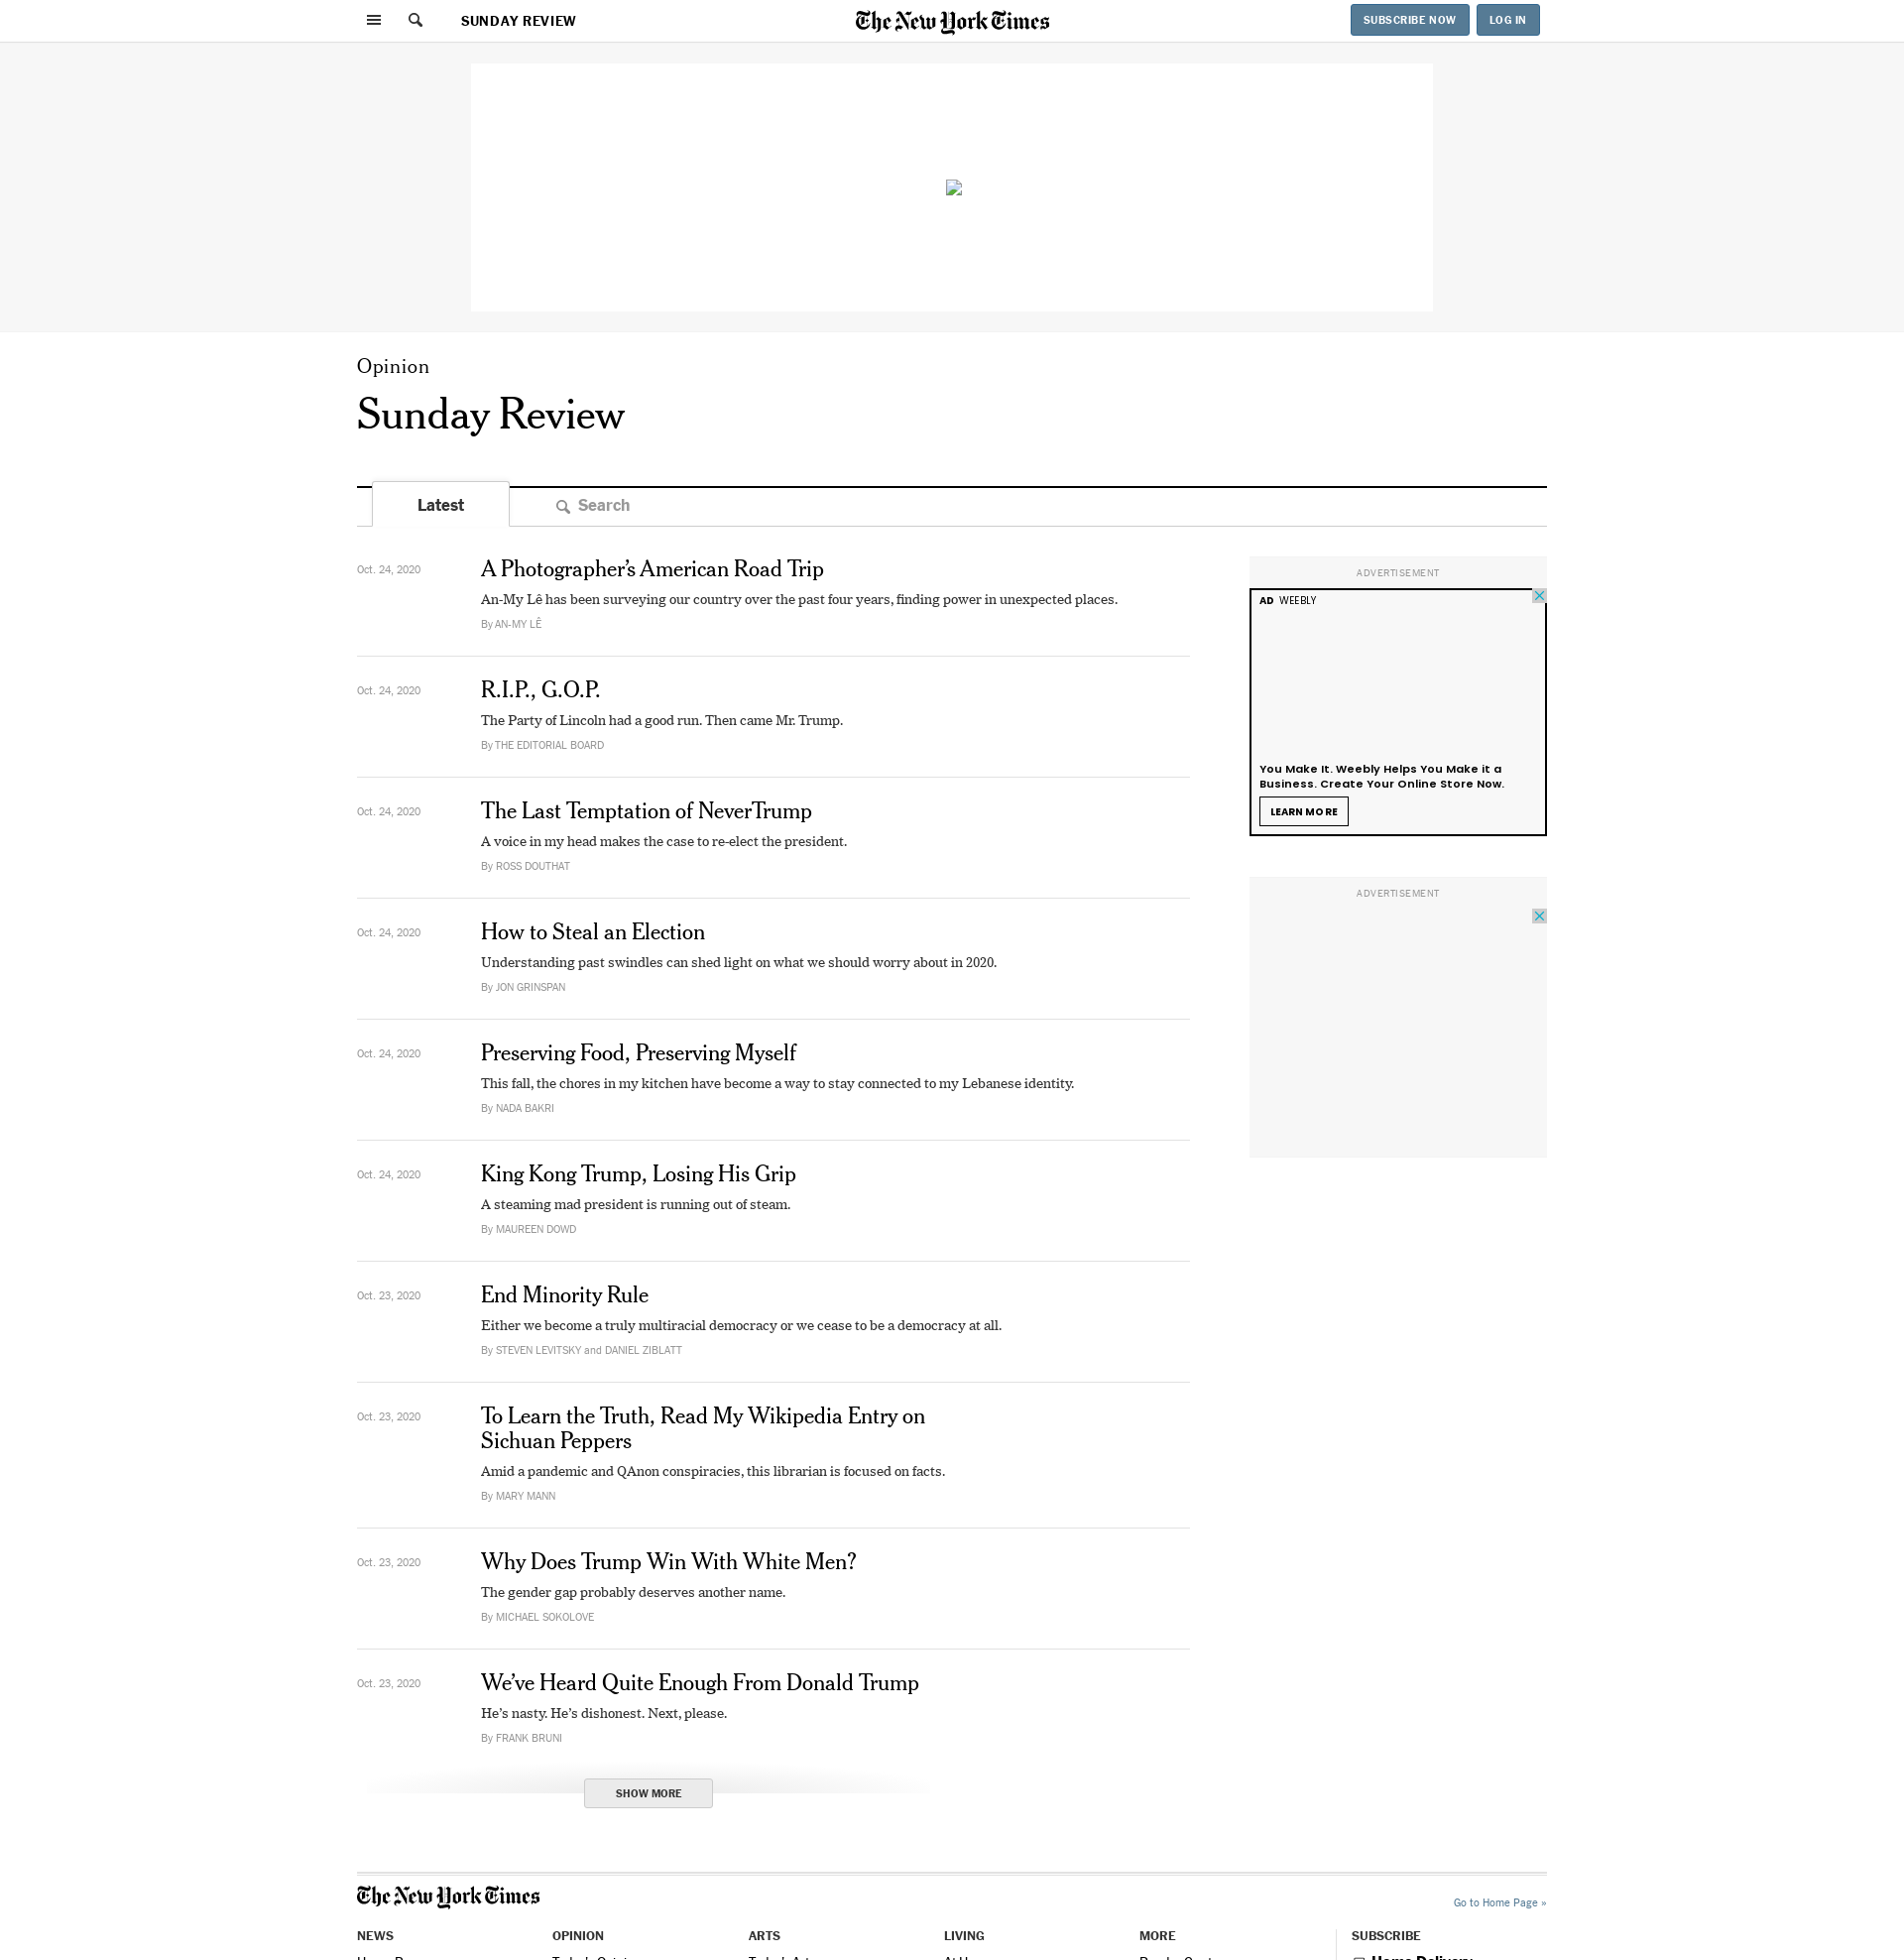 SUNDAY REVIEW
The New York Times
SUBSCRIBE NOW
LOG IN
Opinion
Sunday Review
Latest
Search
Oct. 24, 2020
A Photographer's American Road Trip
An-My Lê has been surveying our country over the past four years, finding power in unexpected places.
By AN-MY LÊ
Oct. 24, 2020
R.I.P., G.O.P.
The Party of Lincoln had a good run. Then came Mr. Trump.
By THE EDITORIAL BOARD
Oct. 24, 2020
The Last Temptation of NeverTrump
A voice in my head makes the case to re-elect the president.
By ROSS DOUTHAT
Oct. 24, 2020
How to Steal an Election
Understanding past swindles can shed light on what we should worry about in 2020.
By JON GRINSPAN
Oct. 24, 2020
Preserving Food, Preserving Myself
This fall, the chores in my kitchen have become a way to stay connected to my Lebanese identity.
By NADA BAKRI
Oct. 24, 2020
King Kong Trump, Losing His Grip
A steaming mad president is running out of steam.
By MAUREEN DOWD
Oct. 23, 2020
End Minority Rule
Either we become a truly multiracial democracy or we cease to be a democracy at all.
By STEVEN LEVITSKY and DANIEL ZIBLATT
Oct. 23, 2020
To Learn the Truth, Read My Wikipedia Entry on
Sichuan Peppers
Amid a pandemic and QAnon conspiracies, this librarian is focused on facts.
By MARY MANN
Oct. 23, 2020
Why Does Trump Win With White Men?
The gender gap probably deserves another name.
By MICHAEL SOKOLOVE
Oct. 23, 2020
We've Heard Quite Enough From Donald Trump
He's nasty. He's dishonest. Next, please.
By FRANK BRUNI
SHOW MORE
ADVERTISEMENT
AD WEEBLY
You Make It. Weebly Helps You Make it a
Business. Create Your Online Store Now.
LEARN MORE
ADVERTISEMENT
The New York Times
Go to Home Page »
NEWS
OPINION
ARTS
LIVING
MORE
SUBSCRIBE
Home Delivery